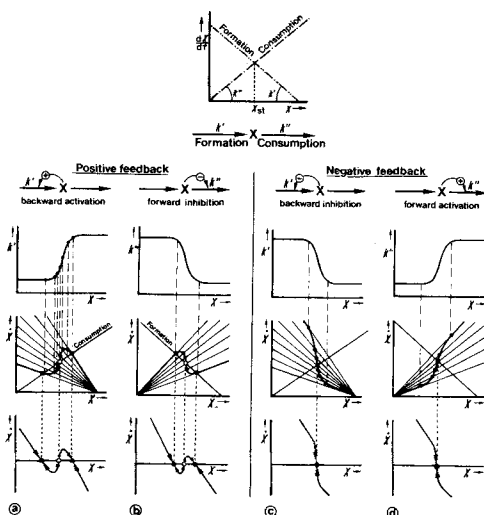 dX
dT
Formation
Consumption
k" k'
X_st X →
k' X k"
Formation Consumption
Positive feedback
k' + X
backward activation
X − k"
forward inhibition
Negative feedback
k' − X
backward inhibition
X + k"
forward activation
k' X →
k" X →
k' X →
k" X →
Ẋ Consumption X →
Ẋ Formation X →
Ẋ X →
Ẋ X →
Ẋ X →
Ẋ X →
Ẋ X →
Ẋ X →
ⓐ ⓑ ⓒ ⓓ